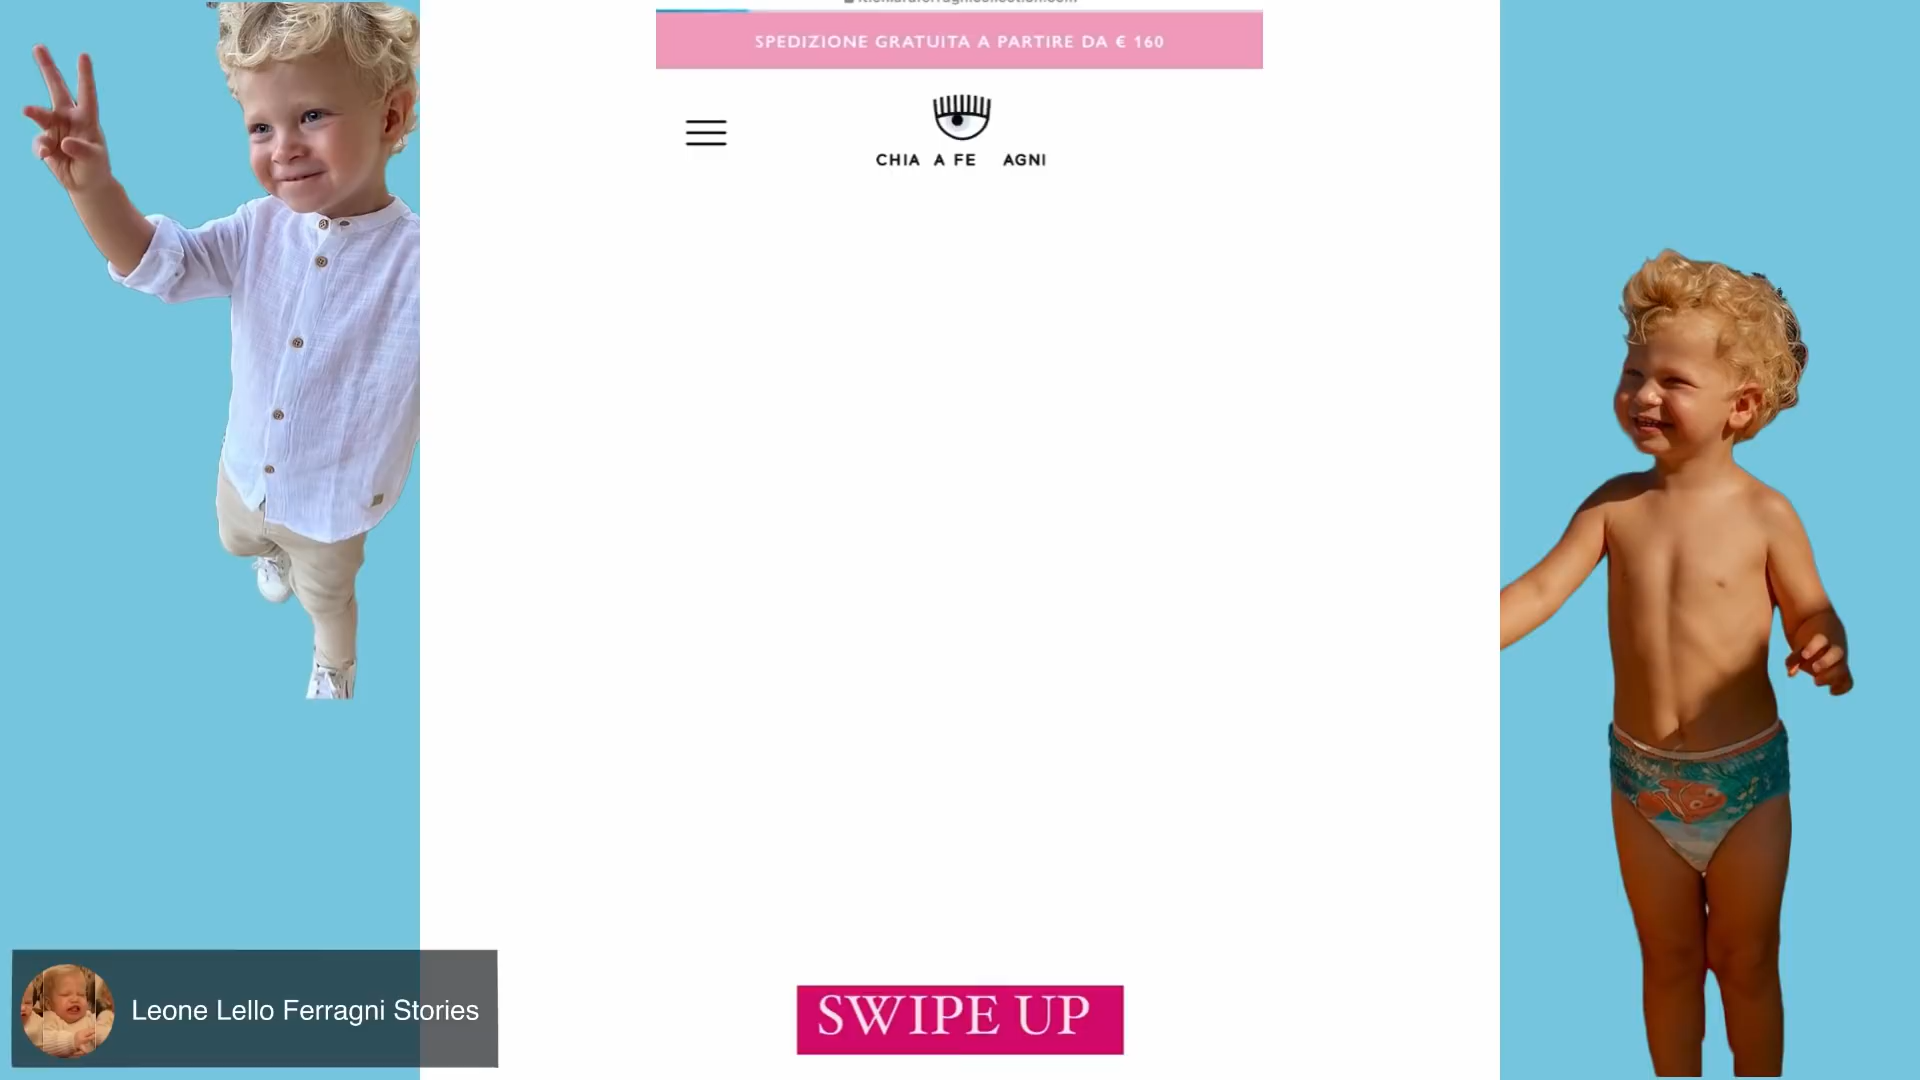 SPEDIZIONE GRATUITA A PARTIRE DA € 160
CHIA A FE AGNI
SWIPE UP
Leone Lello Ferragni Stories